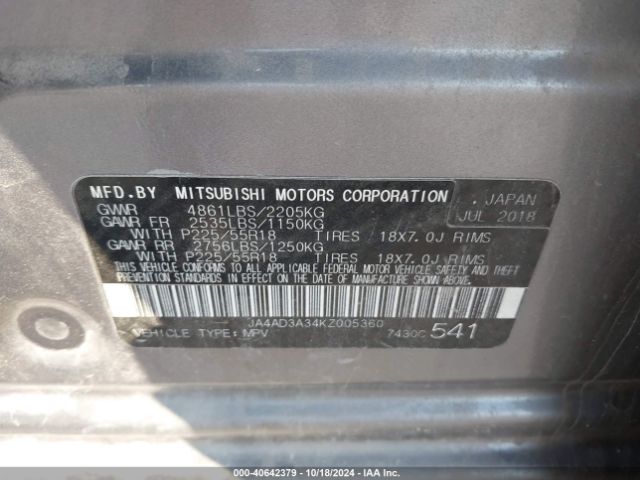 MFD.BY MITSUBISHI MOTORS CORPORATION . JAPAN
GVWR 4861LBS/2205KG JUL 2018
GAWR FR 2535LBS/1150KG
WITH P225/55R18 TIRES 18X7.0J RIMS
GAWR RR 2756LBS/1250KG
WITH P225/55R18 TIRES 18X7.0J RIMS
THIS VEHICLE CONFORMS TO ALL APPLICABLE FEDERAL MOTOR VEHICLE SAFETY AND THEFT
PREVENTION STANDARDS IN EFFECT ON THE DATE OF MANUFACTURE SHOWN ABOVE.
JA4AD3A34KZ005360
VEHICLE TYPE:MPV 7430C 541
000-40642379 | 10/18/2024 | IAA Inc.